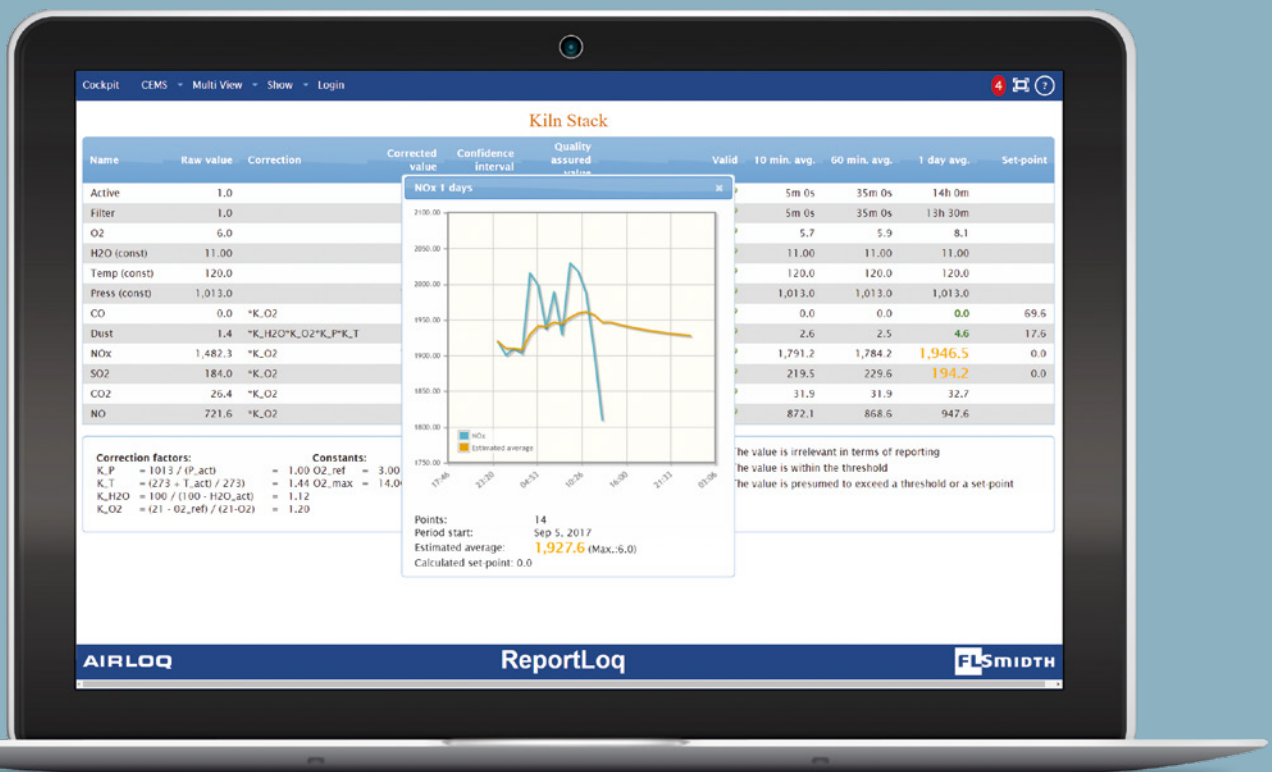 Cockpit CEMS Multi View Show Login 4 ?
Kiln Stack
Name Raw value Correction Corrected value Confidence interval Quality assured value Valid 10 min. avg. 60 min. avg. 1 day avg. Set-point
Active 1.0 5m 0s 35m 0s 14h 0m
Filter 1.0 5m 0s 35m 0s 13h 30m
O2 6.0 5.7 5.9 8.1
H2O (const) 11.00 11.00 11.00 11.00
Temp (const) 120.0 120.0 120.0 120.0
Press (const) 1,013.0 1,013.0 1,013.0 1,013.0
CO 0.0 *K_O2 0.0 0.0 0.0 69.6
Dust 1.4 *K_H2O*K_O2*K_P*K_T 2.6 2.5 4.6 17.6
NOx 1,482.3 *K_O2 1,791.2 1,784.2 1,946.5 0.0
SO2 184.0 *K_O2 219.5 229.6 194.2 0.0
CO2 26.4 *K_O2 31.9 31.9 32.7
NO 721.6 *K_O2 872.1 868.6 947.6
NOx 1 days x
2100.00
2050.00
2000.00
1950.00
1900.00
1850.00
1800.00
1750.00
NOx
Estimated average
17:46 23:20 04:53 10:26 16:00 21:33 03:06
Points: 14
Period start: Sep 5, 2017
Estimated average: 1,927.6 (Max.:6.0)
Calculated set-point: 0.0
Correction factors: Constants:
K_P = 1013 / (P_act) = 1.00 O2_ref = 3.00
K_T = (273 + T_act) / 273) = 1.44 O2_max = 14.0
K_H2O = 100 / (100 - H2O_act) = 1.12
K_O2 = (21 - O2_ref) / (21-O2) = 1.20
The value is irrelevant in terms of reporting
The value is within the threshold
The value is presumed to exceed a threshold or a set-point
AIRLOQ ReportLoq FLSMIDTH